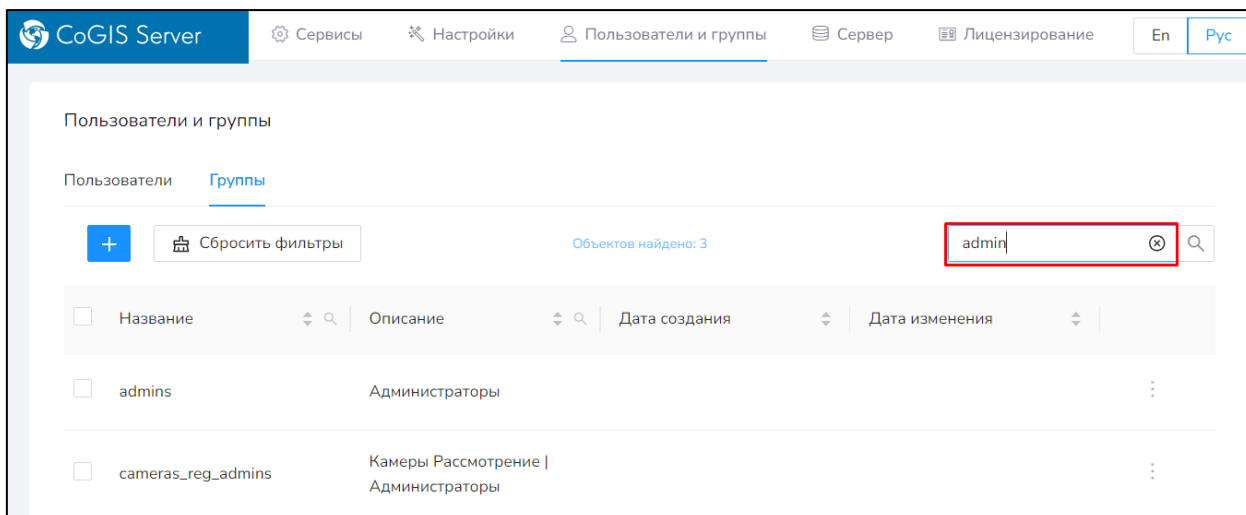 CoGIS Server Сервисы Настройки Пользователи и группы Сервер Лицензирование En Рус
Пользователи и группы
Пользователи Группы
+ Сбросить фильтры Объектов найдено: 3 admin
Название Описание Дата создания Дата изменения
admins Администраторы
cameras_reg_admins Камеры Рассмотрение |
Администраторы